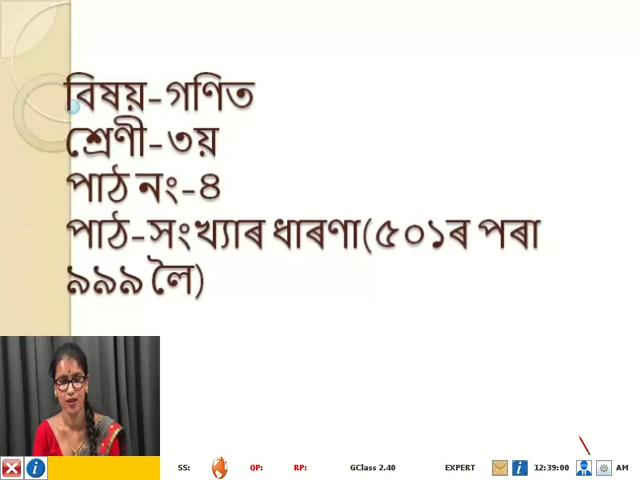 বিষয়-গণিত
শ্ৰেণী-৩য়
পাঠ নং-৪
পাঠ-সংখ্যাৰ ধাৰণা(৫০১ৰ পৰা
৯৯৯ লৈ)
SS: QP: RP: GClass 2.40 EXPERT 12:39:00 AM